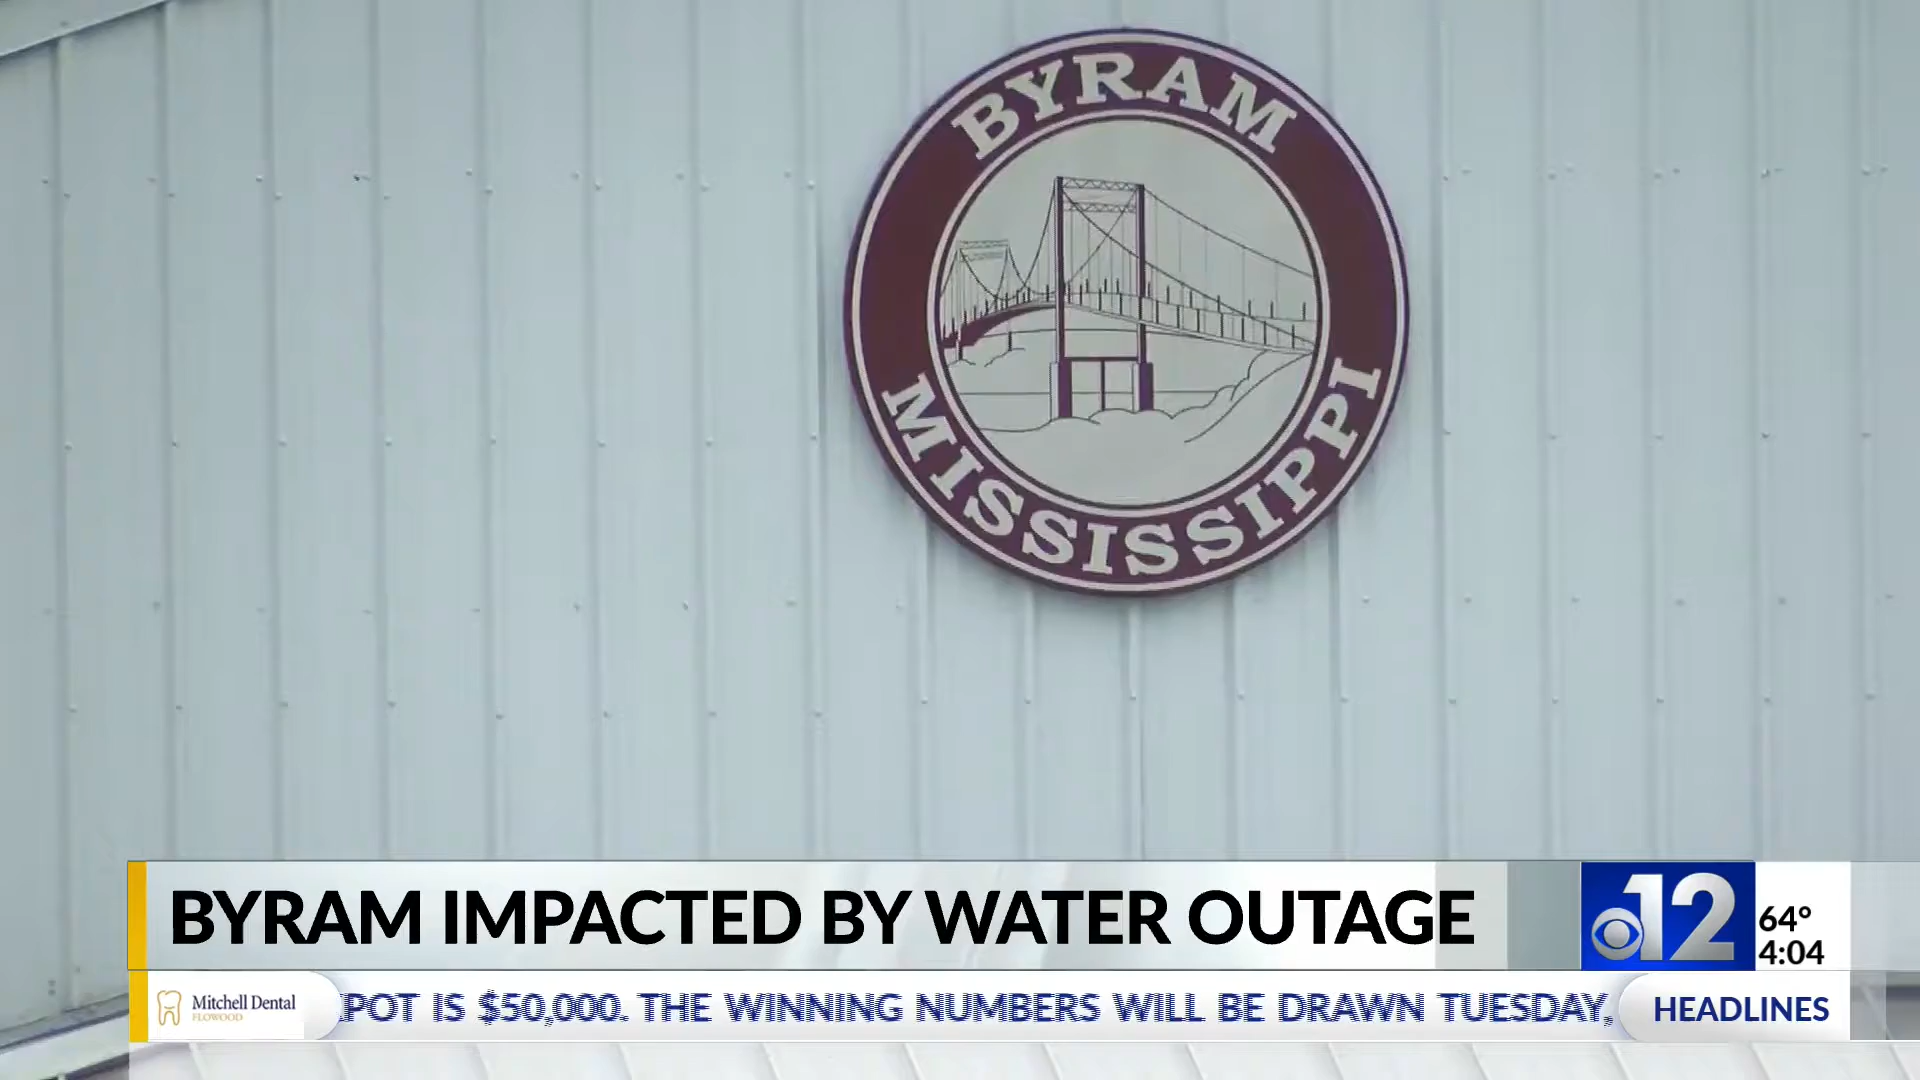 BYRAM
MISSISSIPPI
BYRAM IMPACTED BY WATER OUTAGE
12
64°
4:04
Mitchell Dental
FLOWOOD
POT IS $50,000. THE WINNING NUMBERS WILL BE DRAWN TUESDAY,
HEADLINES